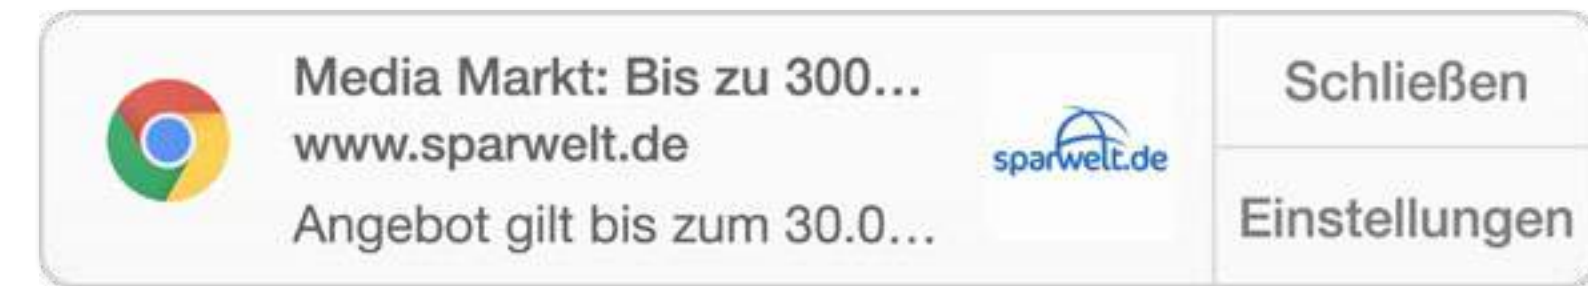 Media Markt: Bis zu 300...
www.sparwelt.de
Angebot gilt bis zum 30.0...
sparwelt.de
Schließen
Einstellungen